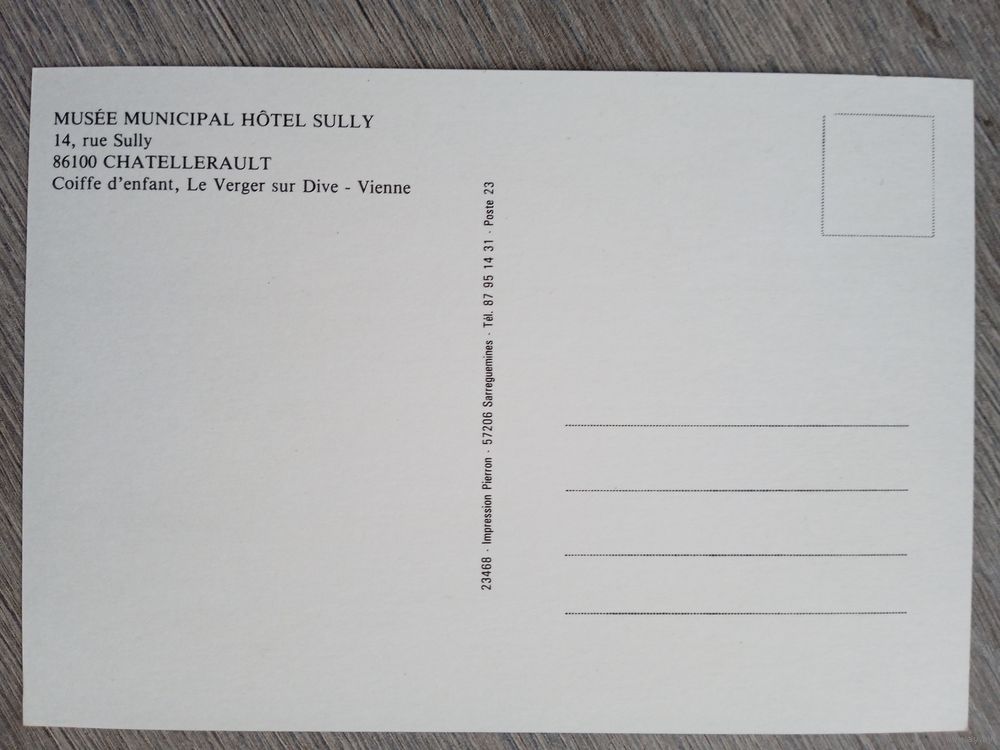 MUSÉE MUNICIPAL HÔTEL SULLY
14, rue Sully
86100 CHATELLERAULT
Coiffe d'enfant, Le Verger sur Dive - Vienne
23468 · Impression Pierron · 57206 Sarreguemines · Tél. 87 95 14 31 · Poste 23